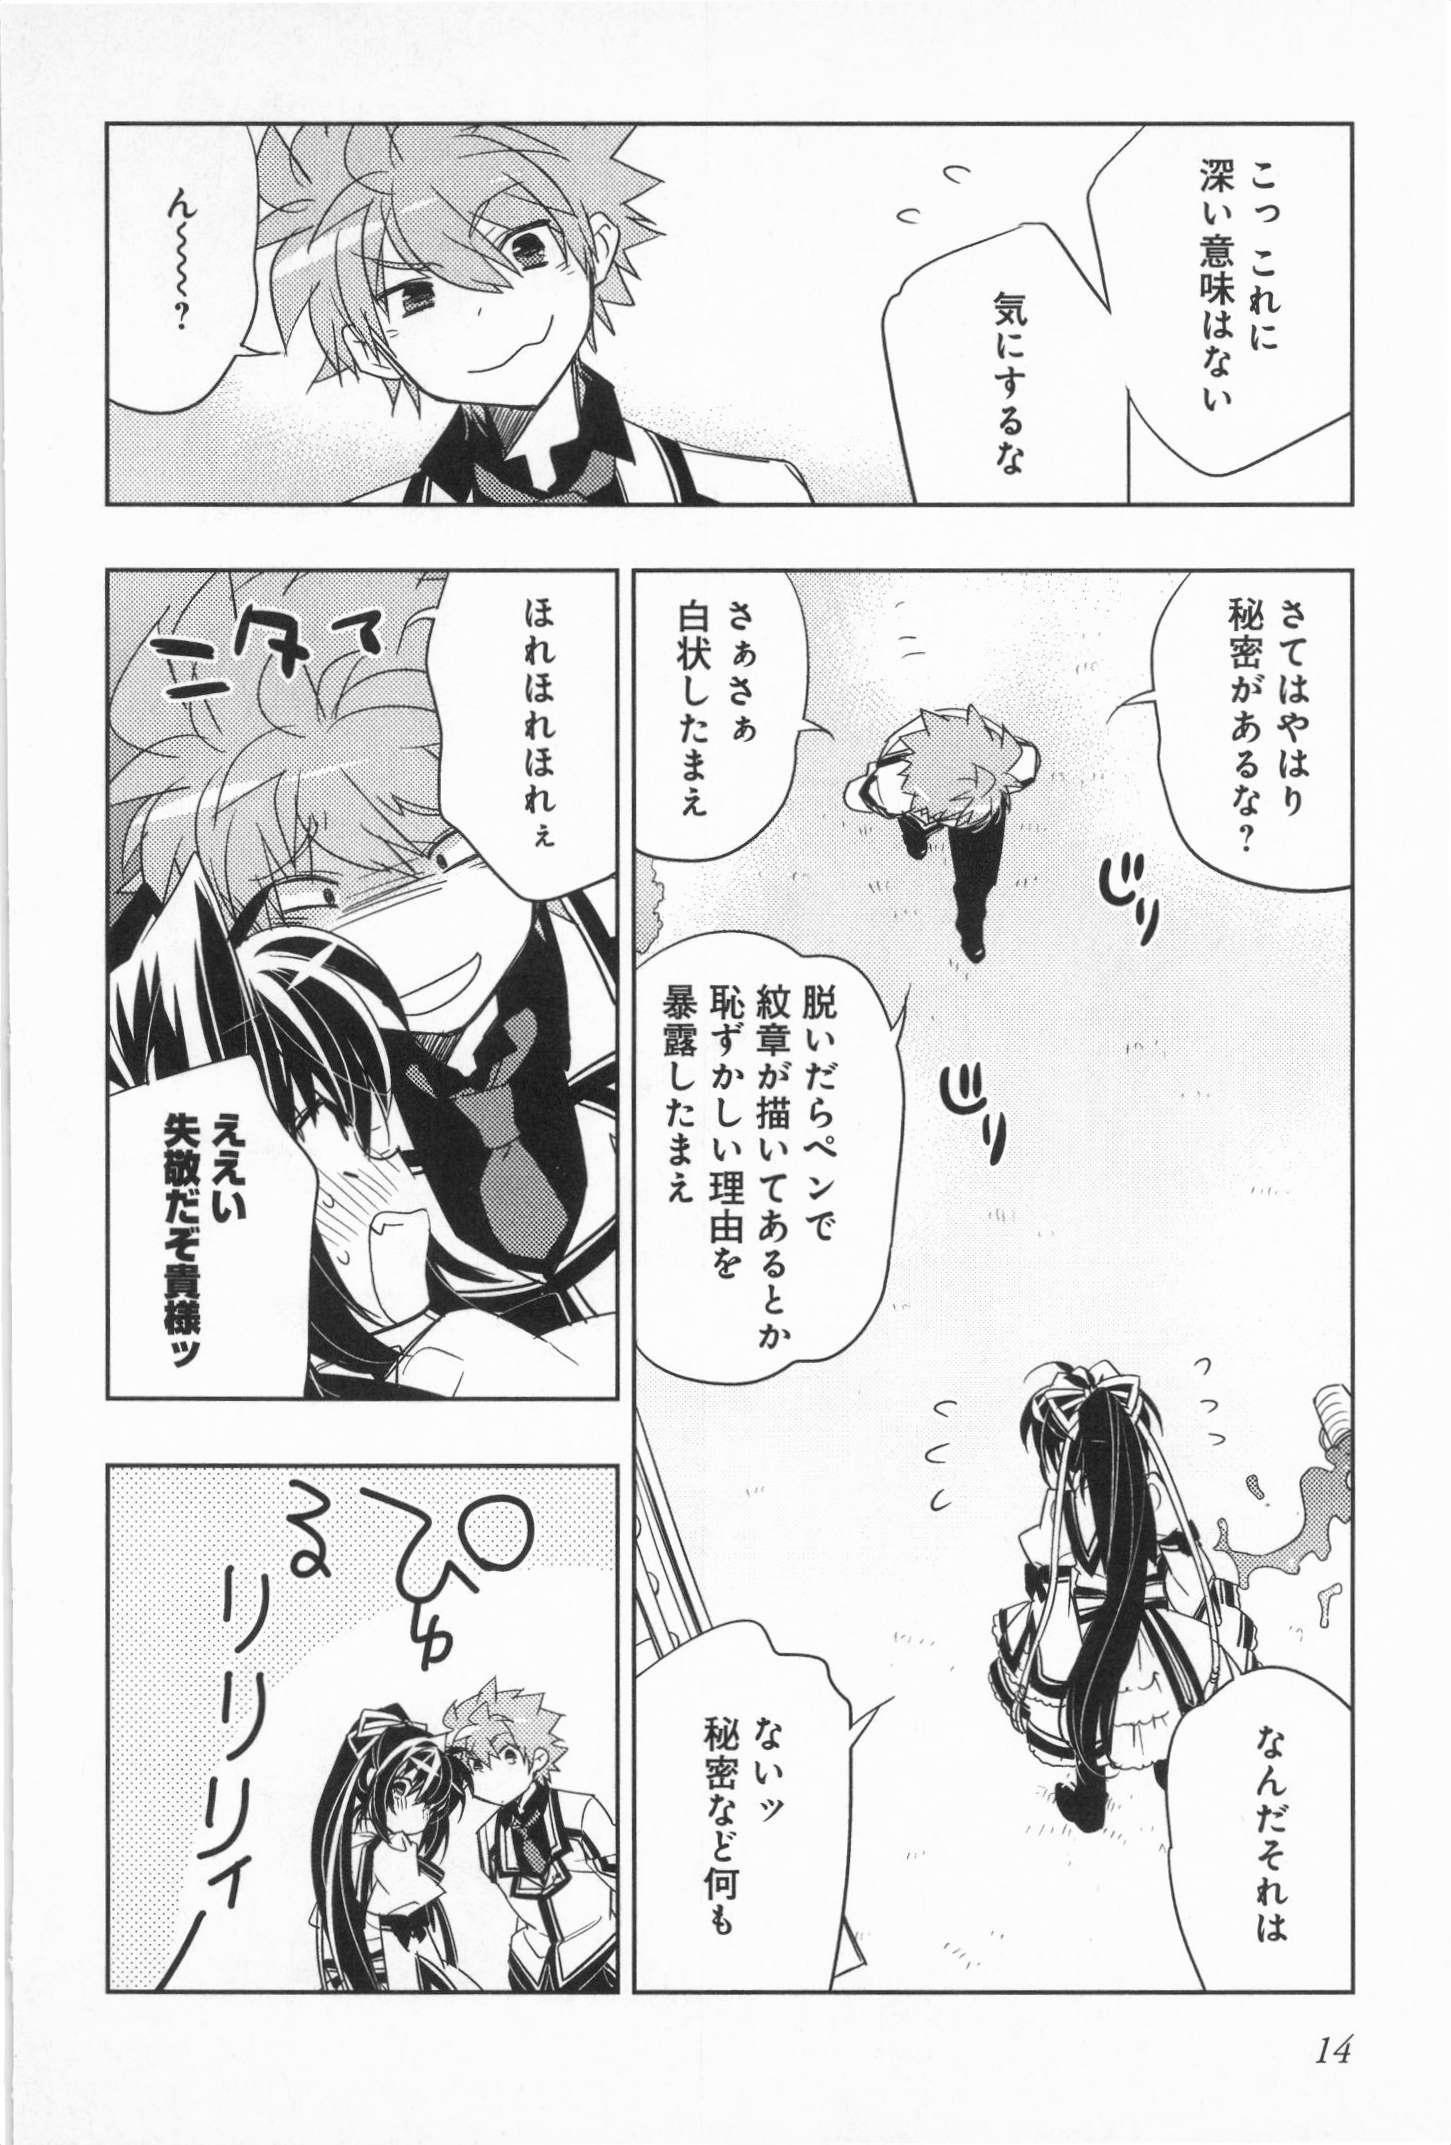 こっ これに
深い意味はない
気にするな
ん〜〜〜?
さてはやはり
秘密があるな?
じり
じり
さぁさぁ
白状したまえ
脱いだらペンで
紋章が描いてあるとか
恥ずかしい理由を
暴露したまえ
なんだそれは
ないッ
秘密など何も
ほれほれほれぇ
ニタァ
ええい
失敬だぞ貴様ッ
ぴゅ
るリリリリィー
14